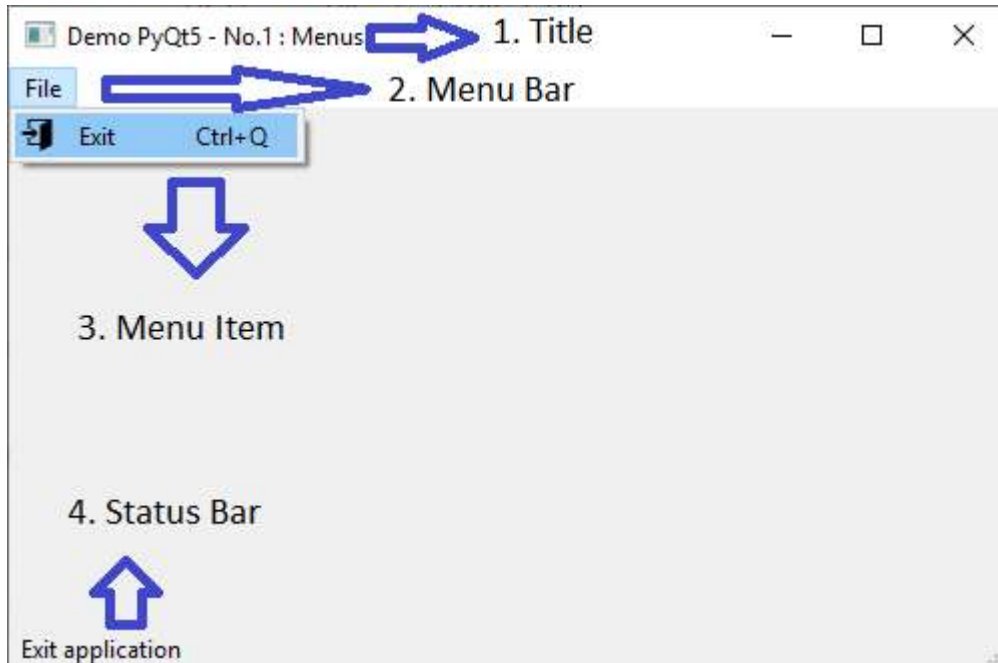 Demo PyQt5 - No.1 : Menus
1. Title
File
2. Menu Bar
Exit Ctrl+Q
3. Menu Item
4. Status Bar
Exit application